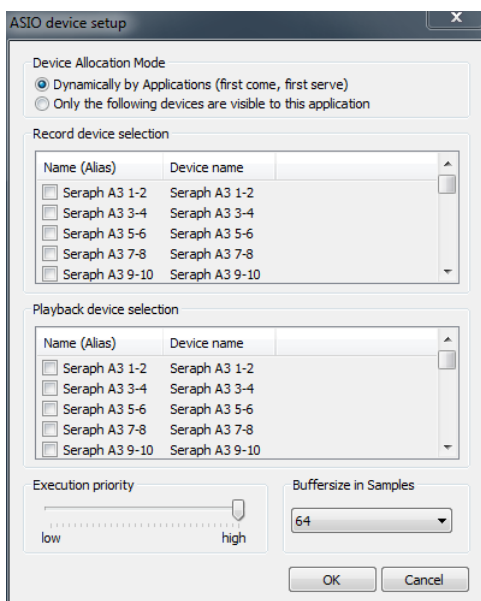 ASIO device setup
x
Device Allocation Mode
Dynamically by Applications (first come, first serve)
Only the following devices are visible to this application
Record device selection
Name (Alias) Device name
Seraph A3 1-2 Seraph A3 1-2
Seraph A3 3-4 Seraph A3 3-4
Seraph A3 5-6 Seraph A3 5-6
Seraph A3 7-8 Seraph A3 7-8
Seraph A3 9-10 Seraph A3 9-10
Playback device selection
Name (Alias) Device name
Seraph A3 1-2 Seraph A3 1-2
Seraph A3 3-4 Seraph A3 3-4
Seraph A3 5-6 Seraph A3 5-6
Seraph A3 7-8 Seraph A3 7-8
Seraph A3 9-10 Seraph A3 9-10
Execution priority Buffersize in Samples
64
low high
OK Cancel